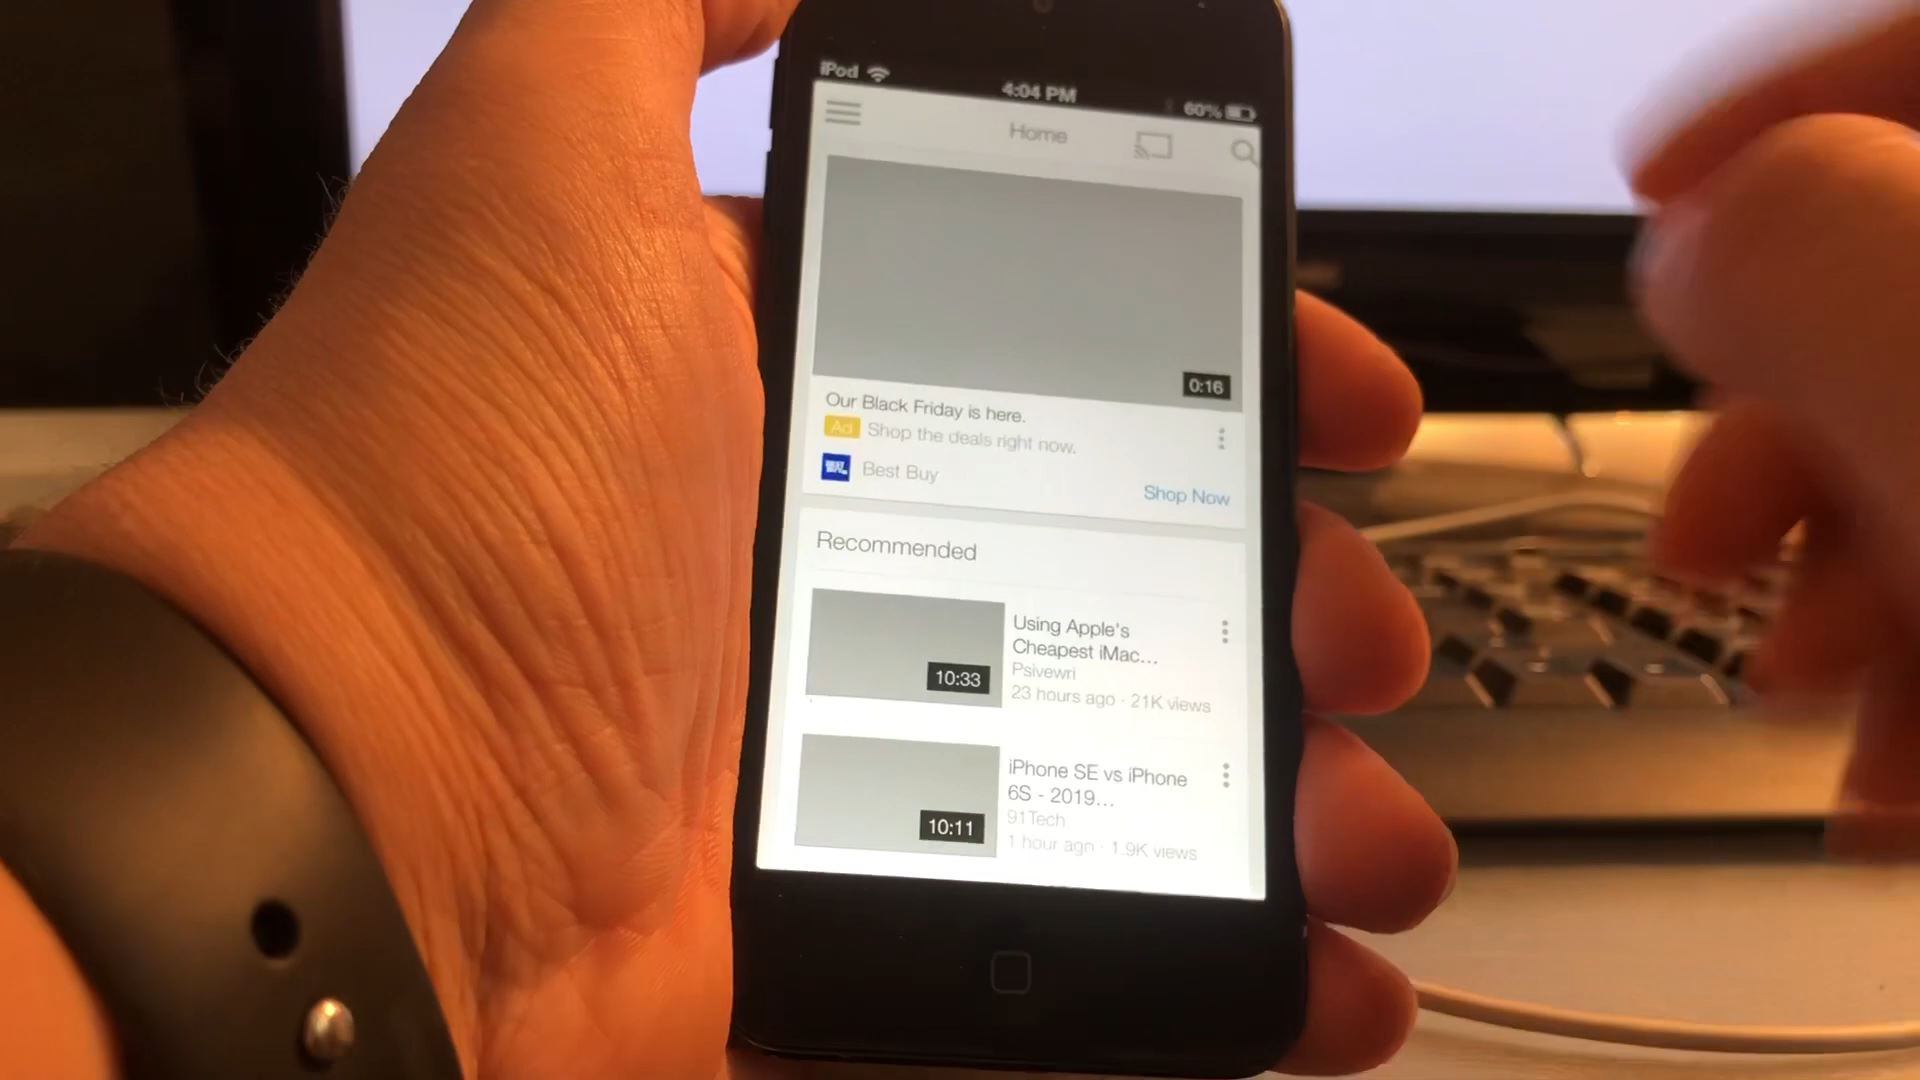 iPod
4:04 PM
60%
Home
0:16
Our Black Friday is here.
Ad Shop the deals right now.
BEST BUY
Best Buy
Shop Now
Recommended
10:33
Using Apple's
Cheapest iMac...
Psivewri
23 hours ago · 21K views
10:11
iPhone SE vs iPhone
6S - 2019...
91Tech
1 hour ago · 1.9K views